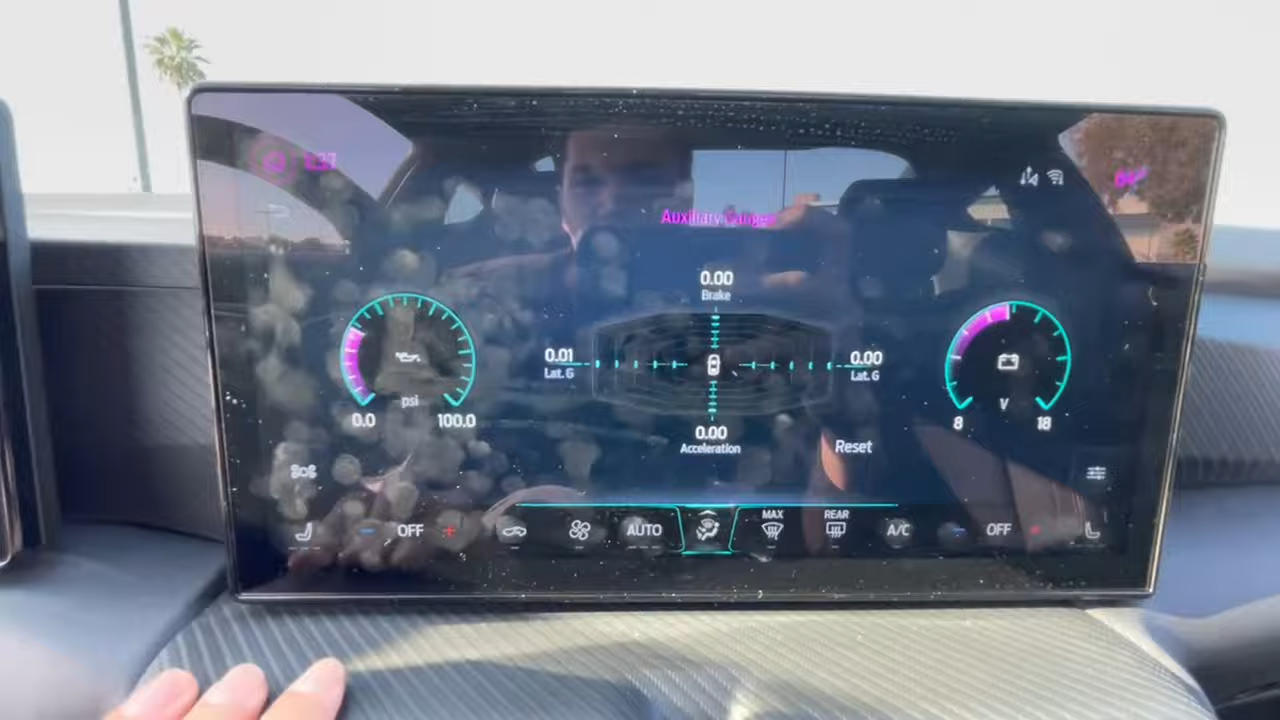 Auxiliary Gauges
0.00
Brake
0.01
Lat. G
0.00
Lat. G
psi
0.0
100.0
V
8
18
0.00
Acceleration
Reset
OFF
AUTO
MAX
REAR
A/C
OFF